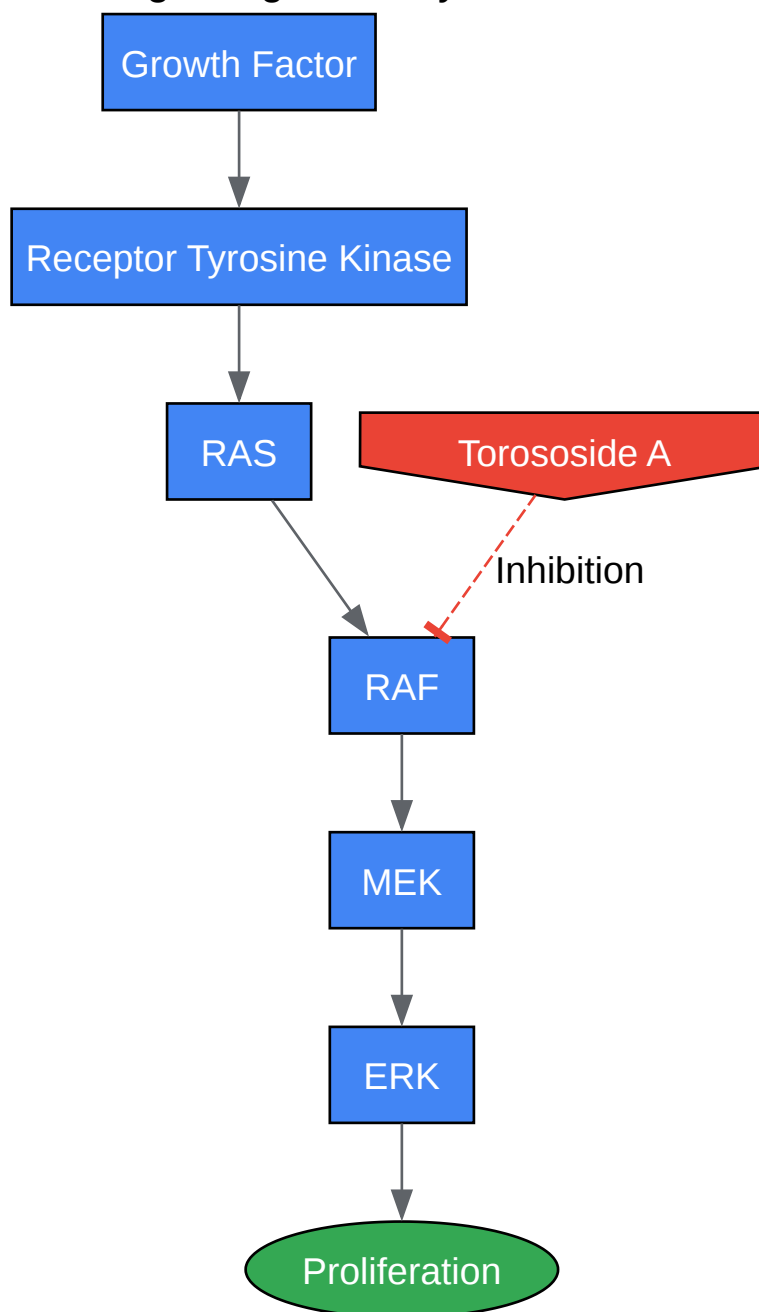 Growth Factor
Receptor Tyrosine Kinase
RAS
Torososide A
Inhibition
RAF
MEK
ERK
Proliferation